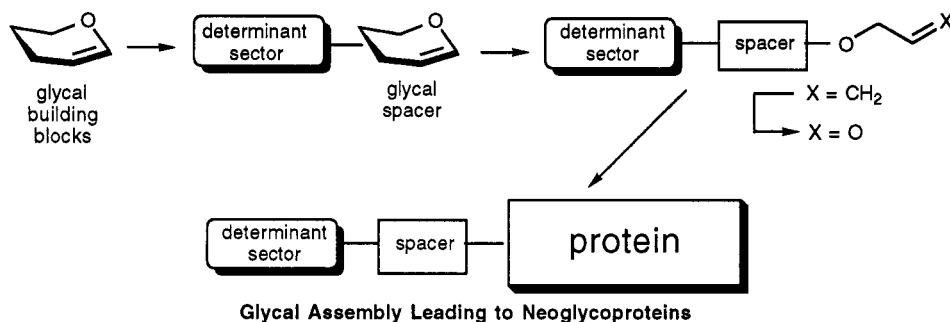 O
glycal
building
blocks
determinant
sector
O
glycal
spacer
determinant
sector
spacer
O
X
X = CH₂
X = O
determinant
sector
spacer
protein
Glycal Assembly Leading to Neoglycoproteins